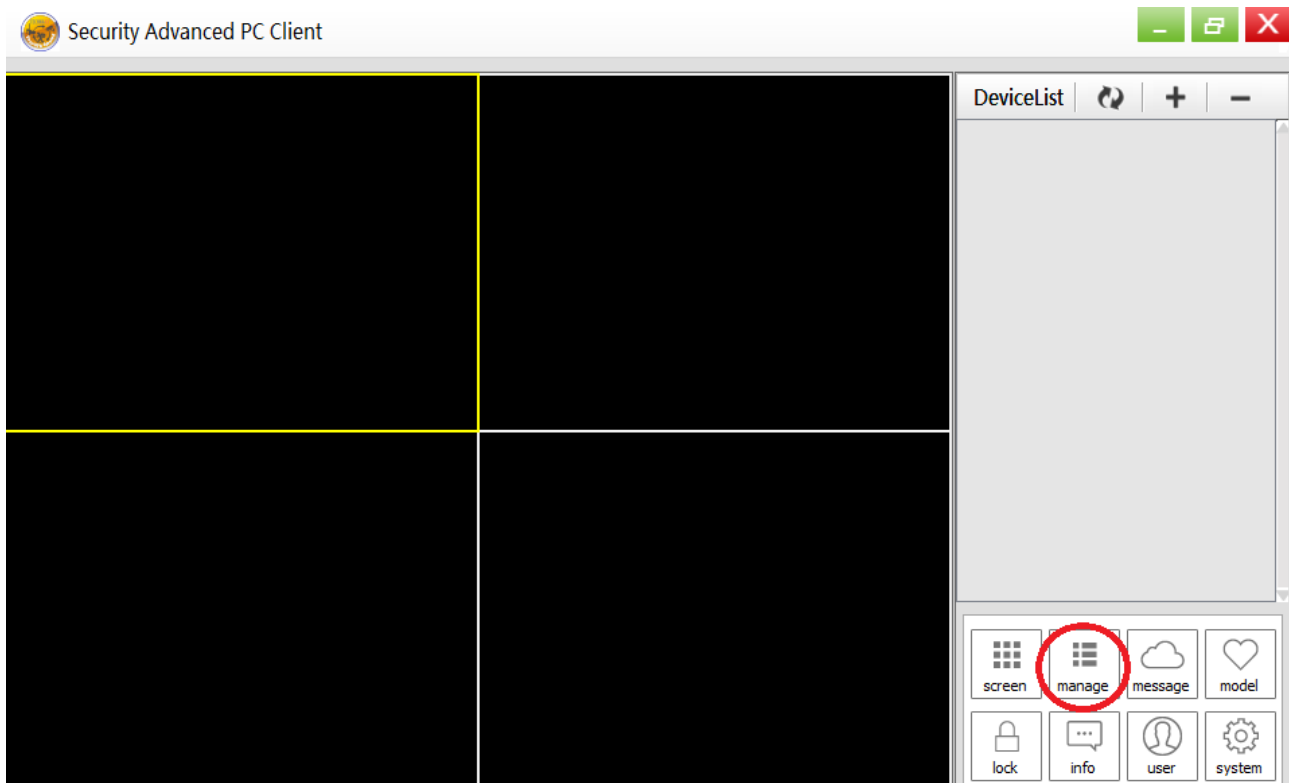 Security Advanced PC Client
DeviceList
screen manage message model
lock info user system